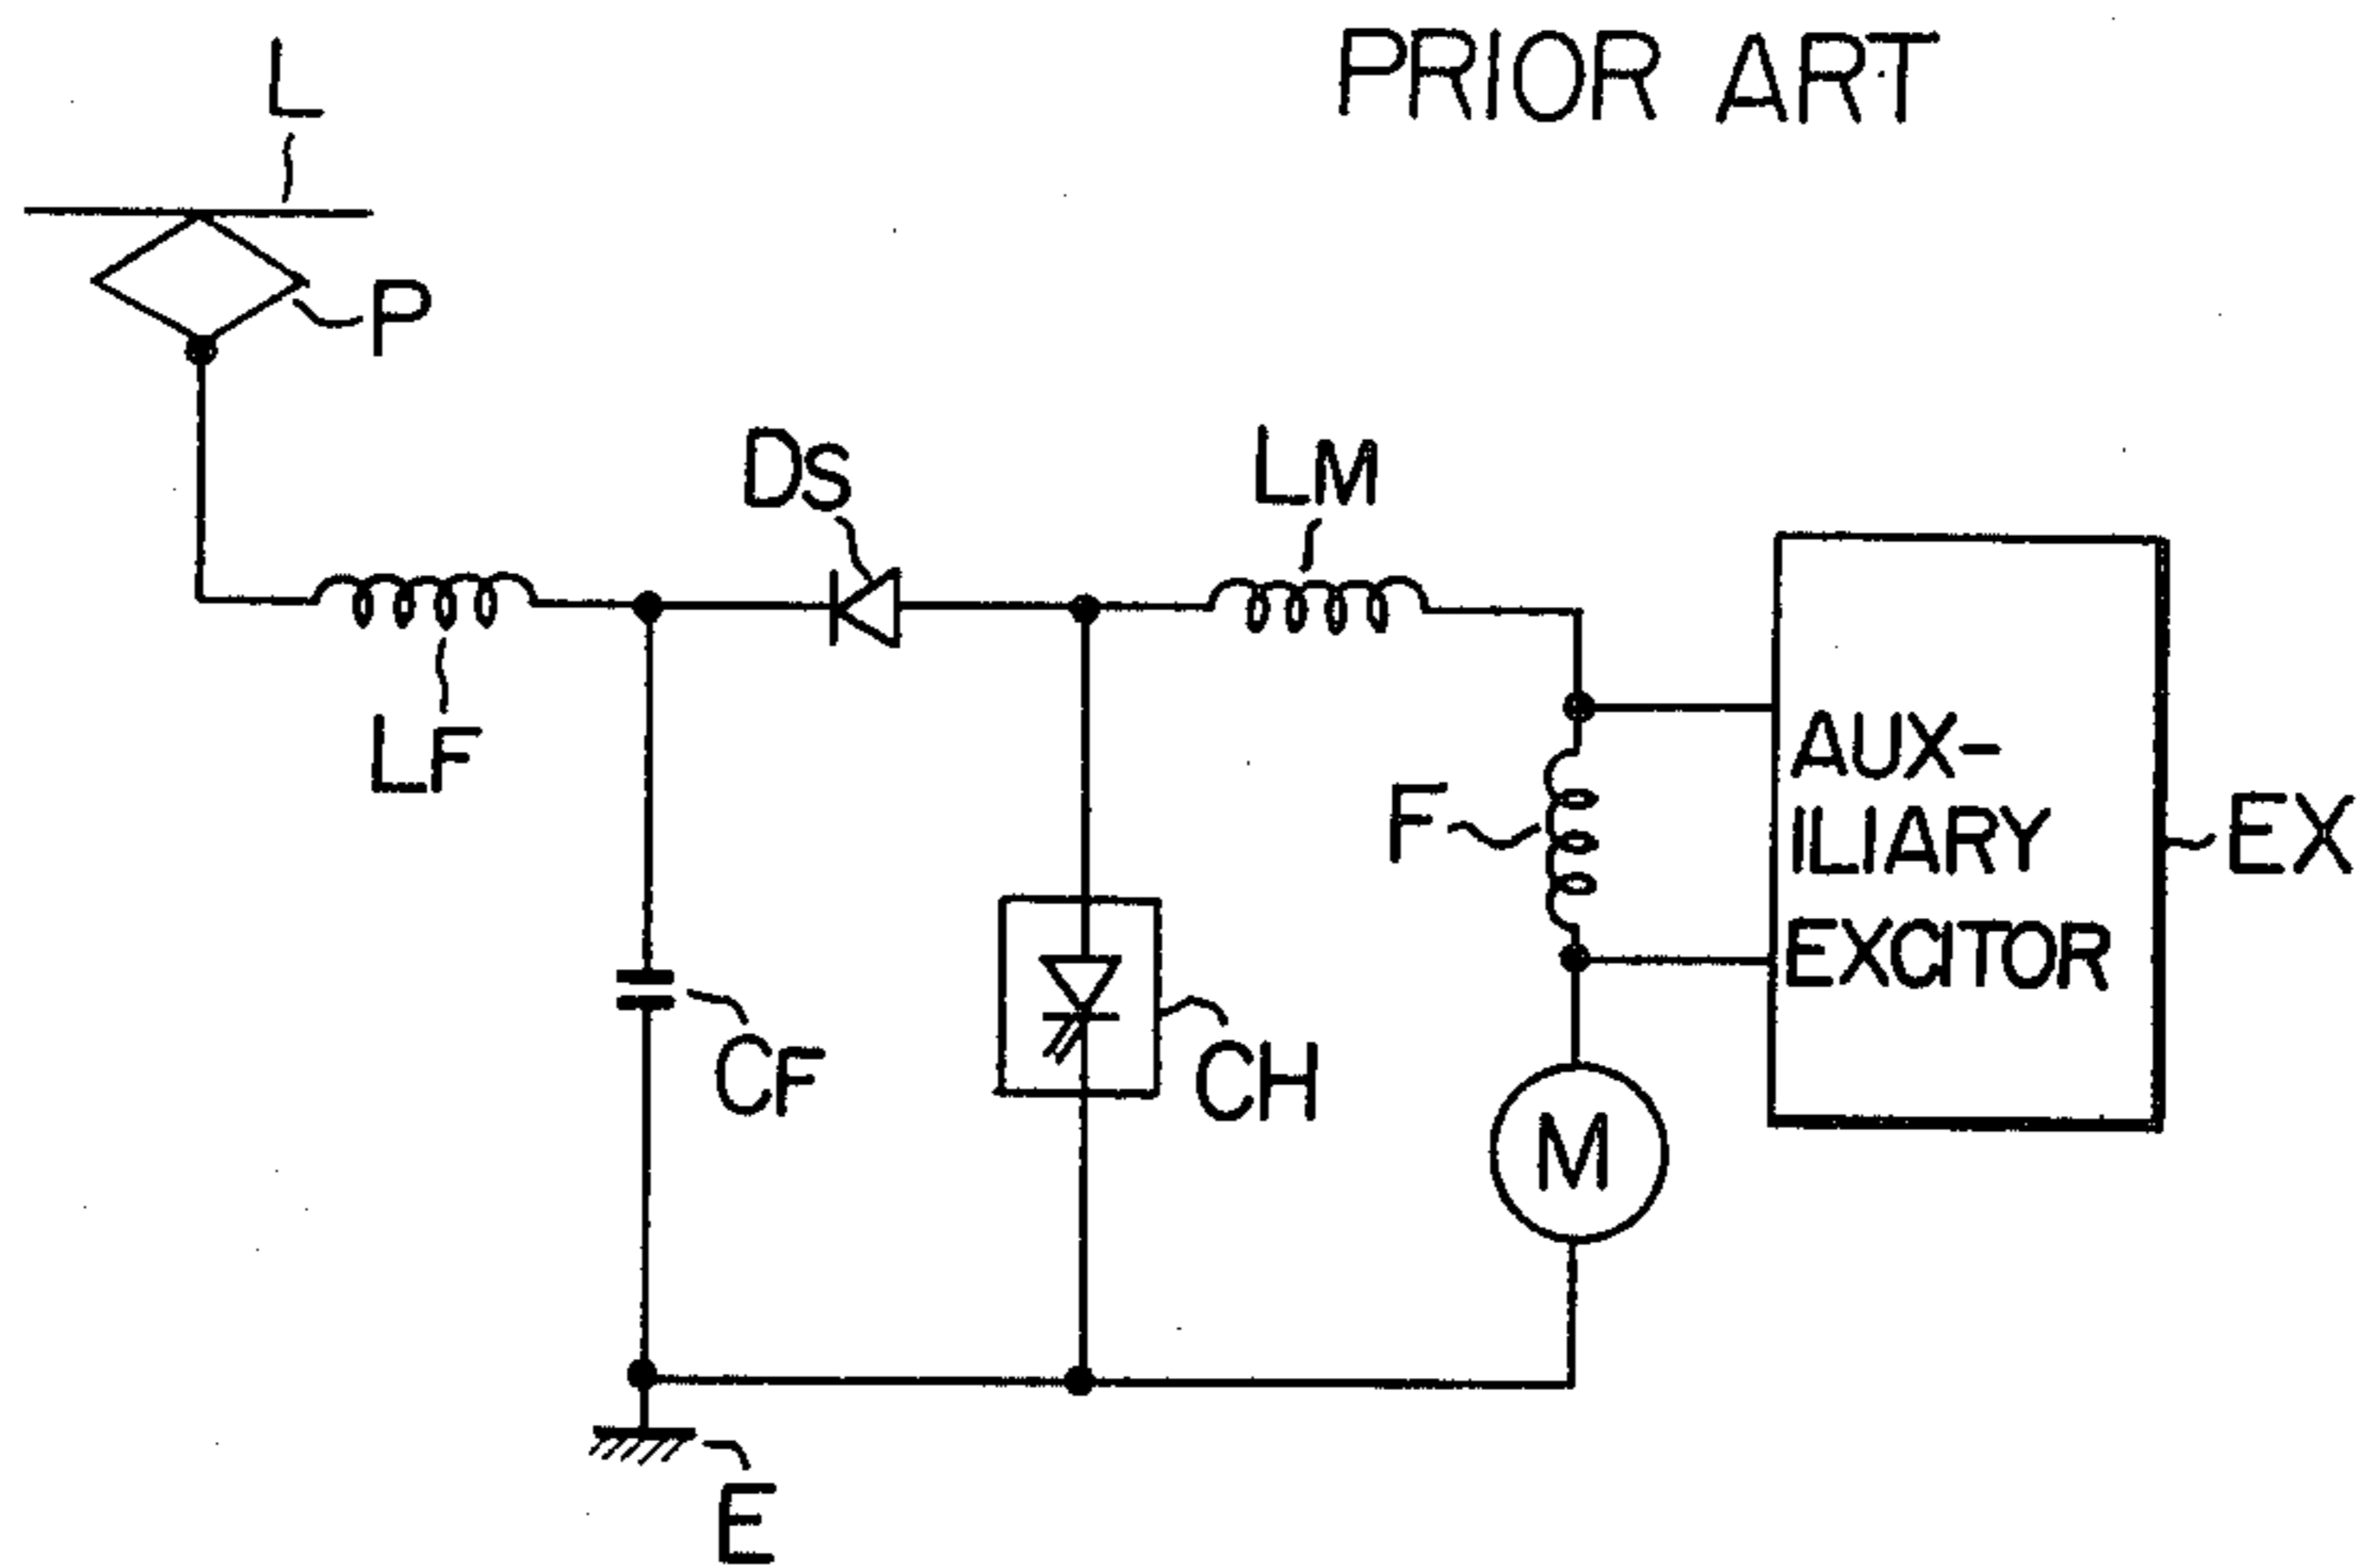 PRIOR ART
L
P
DS
LM
LF
F
AUX-
ILIARY
EXCITOR
EX
CF
CH
M
E